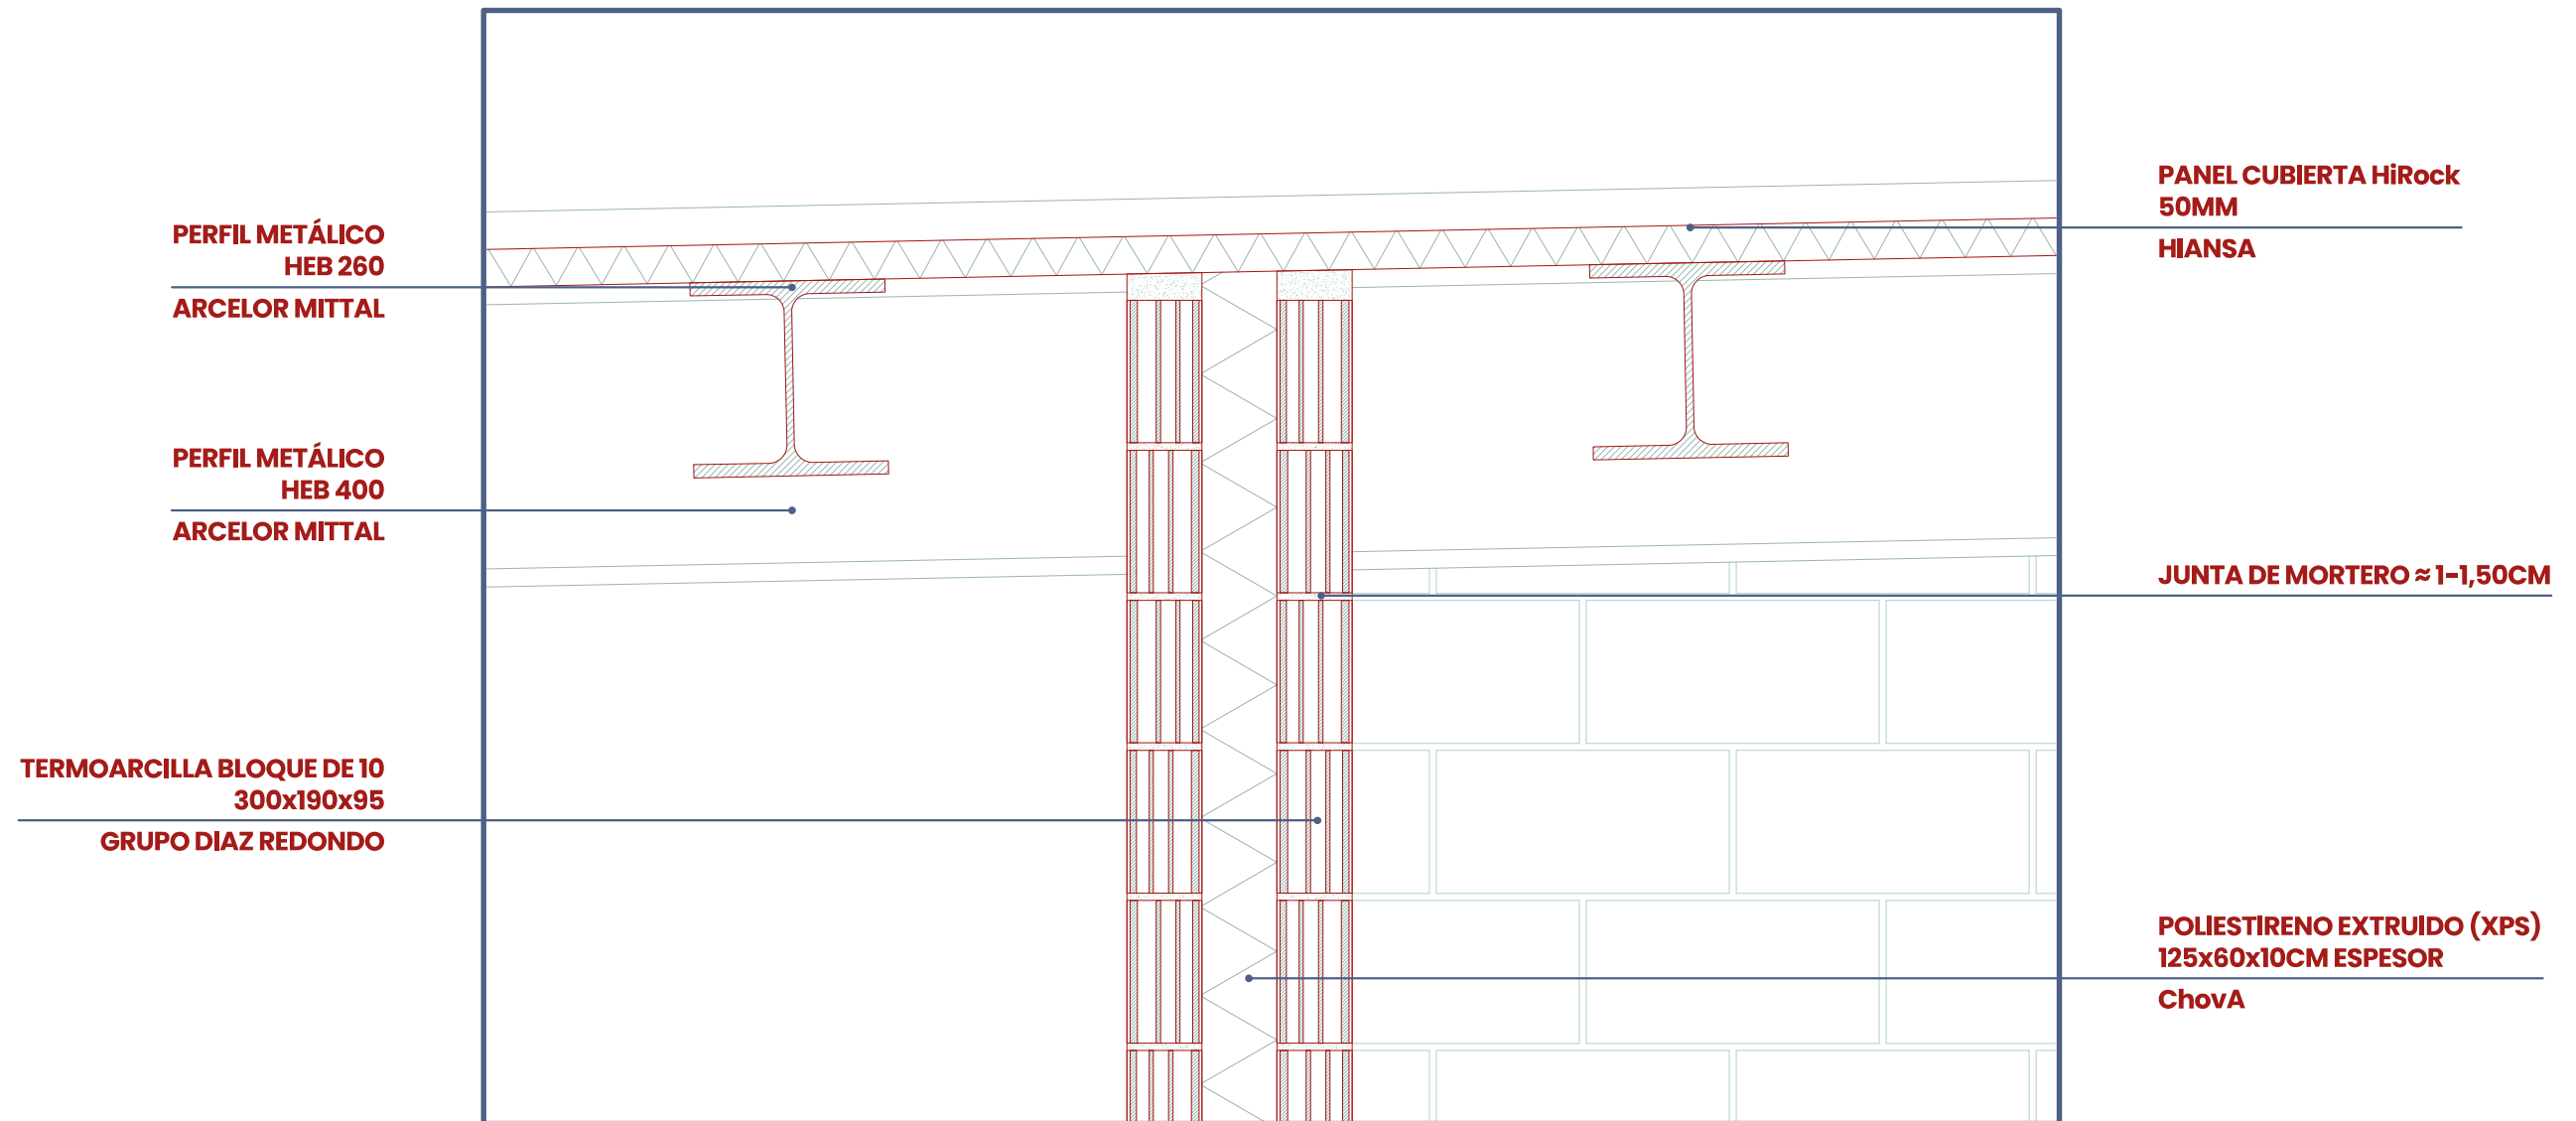 PERFIL METÁLICO
HEB 260
ARCELOR MITTAL
PERFIL METÁLICO
HEB 400
ARCELOR MITTAL
TERMOARCILLA BLOQUE DE 10
300x190x95
GRUPO DIAZ REDONDO
PANEL CUBIERTA HiRock
50MM
HIANSA
JUNTA DE MORTERO ≈ 1-1,50CM
POLIESTIRENO EXTRUIDO (XPS)
125x60x10CM ESPESOR
ChovA